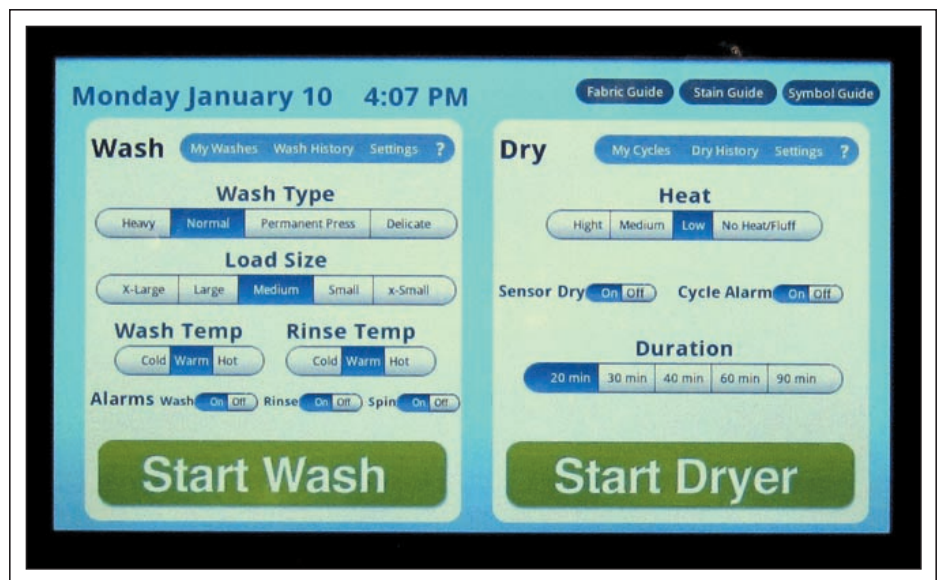 Monday January 10 4:07 PM
Fabric Guide Stain Guide Symbol Guide
Wash My Washes Wash History Settings ?
Wash Type
Heavy Normal Permanent Press Delicate
Load Size
X-Large Large Medium Small x-Small
Wash Temp Rinse Temp
Cold Warm Hot Cold Warm Hot
Alarms Wash On Off Rinse On Off Spin On Off
Start Wash
Dry My Cycles Dry History Settings ?
Heat
Hight Medium Low No Heat/Fluff
Sensor Dry On Off Cycle Alarm On Off
Duration
20 min 30 min 40 min 60 min 90 min
Start Dryer